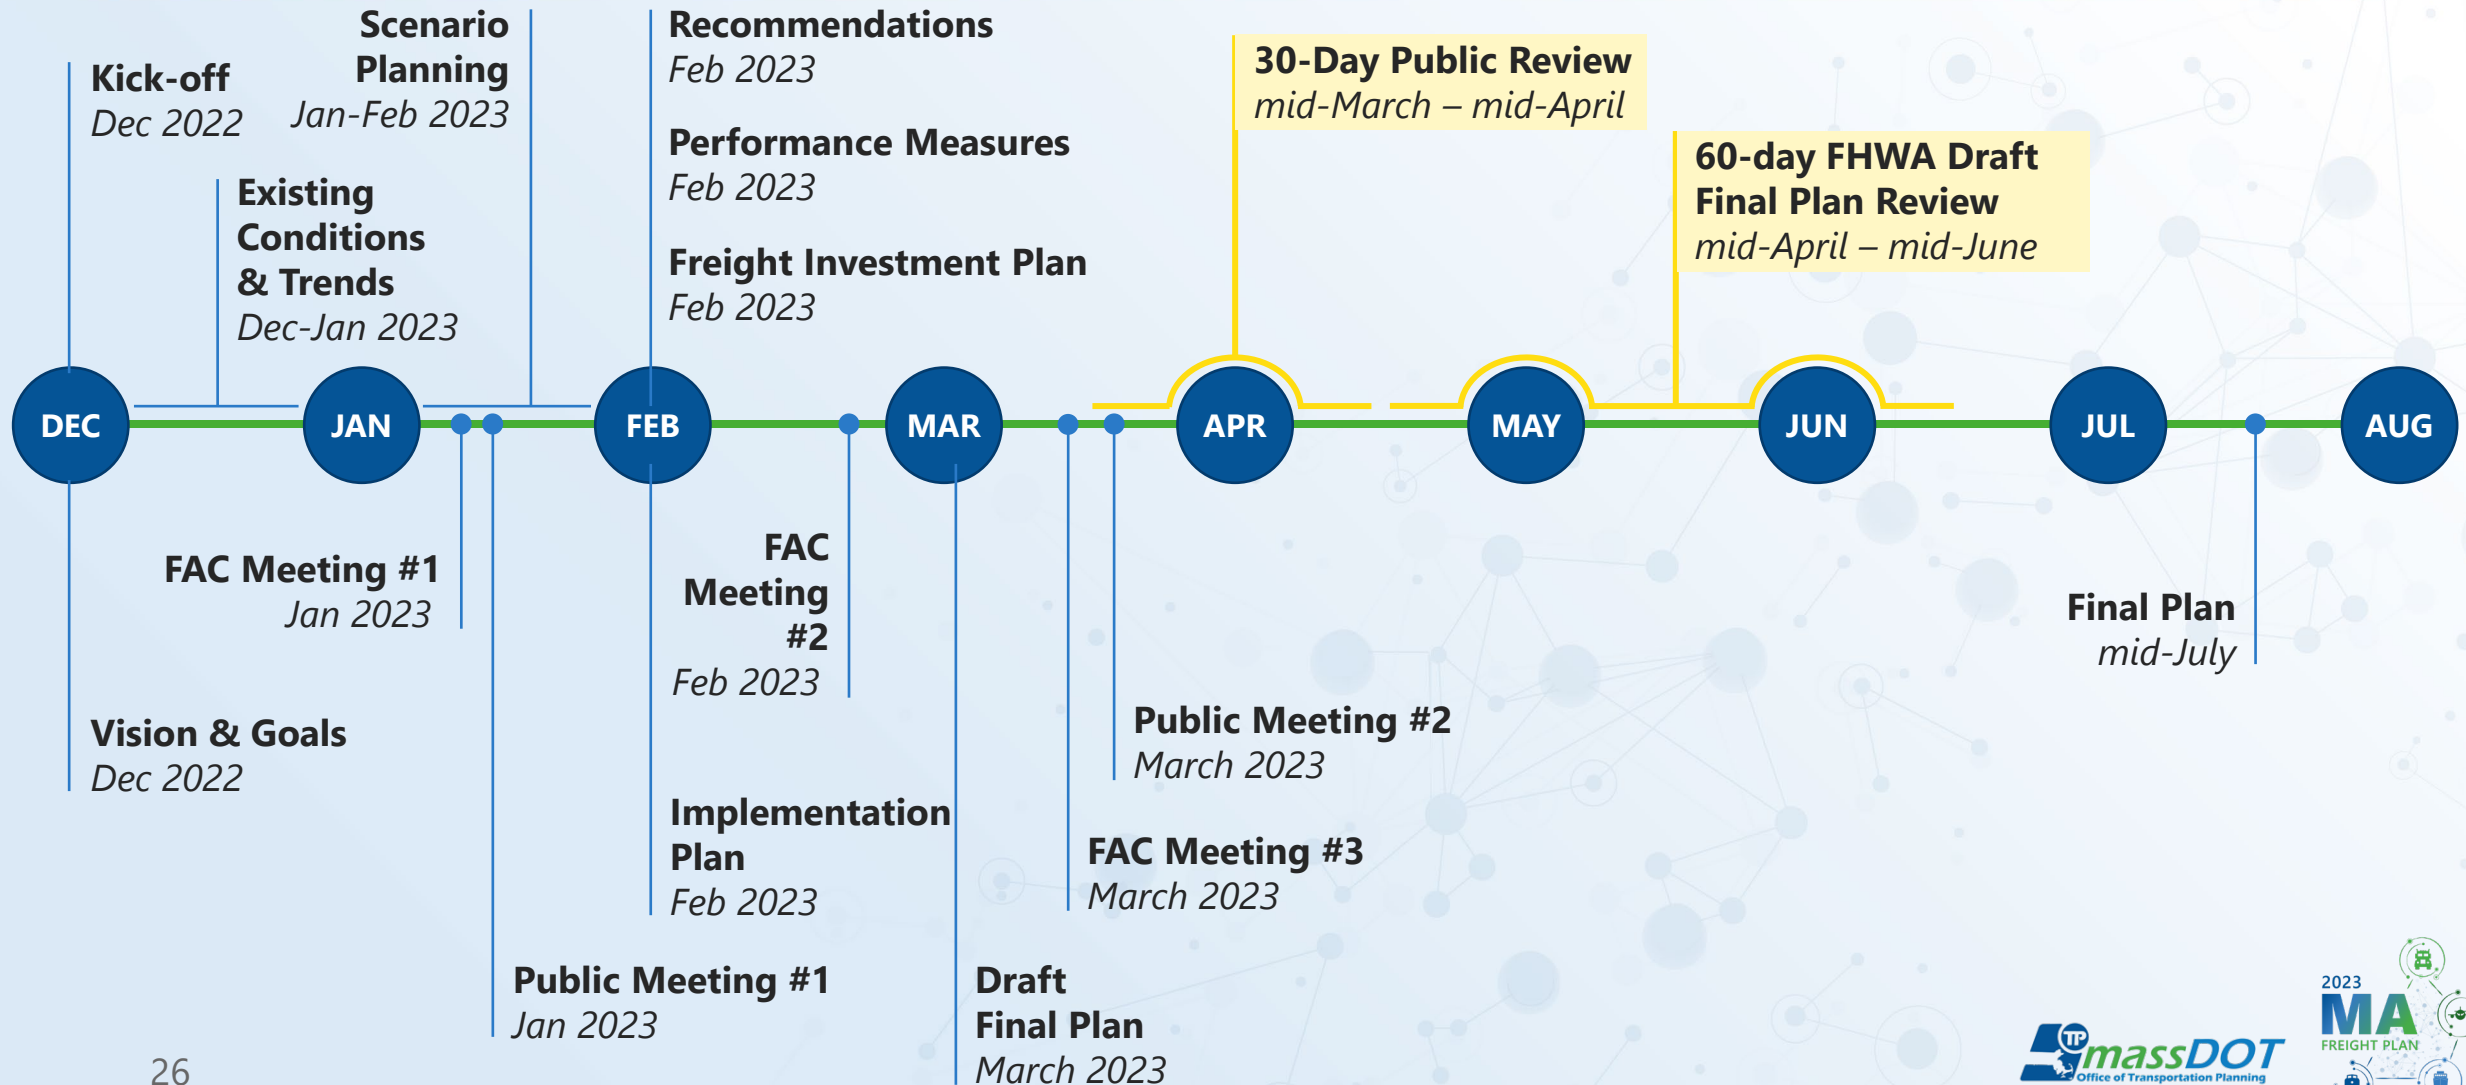 Scenario
Planning
Jan-Feb 2023
Recommendations
Feb 2023
Kick-off
Dec 2022
30-Day Public Review
mid-March – mid-April
Performance Measures
Feb 2023
60-day FHWA Draft
Final Plan Review
mid-April – mid-June
Existing
Conditions
& Trends
Dec-Jan 2023
Freight Investment Plan
Feb 2023
DEC
JAN
FEB
MAR
APR
MAY
JUN
JUL
AUG
FAC Meeting #1
Jan 2023
FAC
Meeting
#2
Feb 2023
Final Plan
mid-July
Vision & Goals
Dec 2022
Public Meeting #2
March 2023
Implementation
Plan
Feb 2023
FAC Meeting #3
March 2023
Public Meeting #1
Jan 2023
Draft
Final Plan
March 2023
26
TP
massDOT
Office of Transportation Planning
2023
MA
FREIGHT PLAN